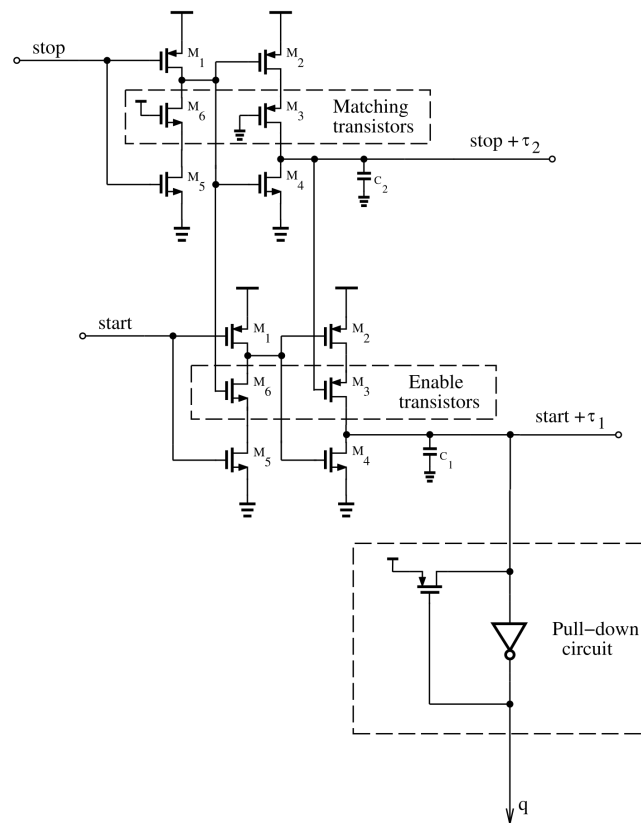 stop
M1
M2
M6
M3
Matching
transistors
stop + τ2
C2
M5
M4
start
M1
M2
M6
M3
Enable
transistors
start + τ1
C1
M5
M4
Pull–down
circuit
q